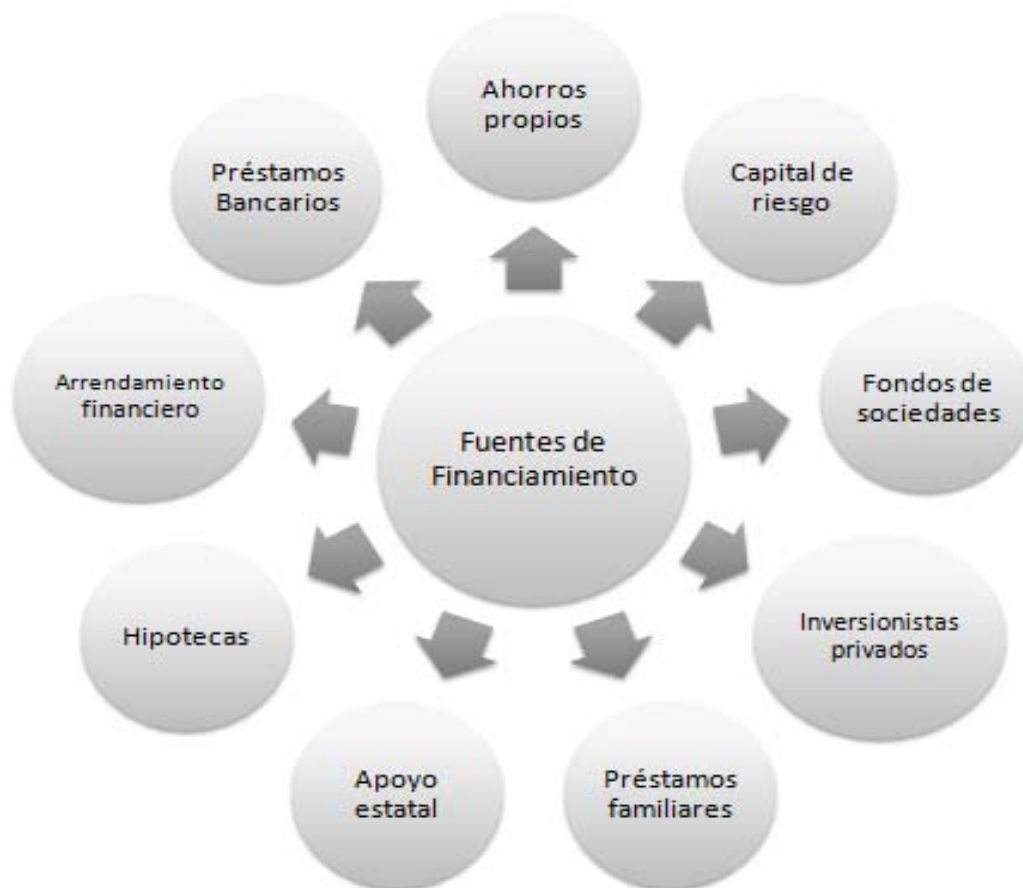 Ahorros
propios
Capital de
riesgo
Fondos de
sociedades
Inversionistas
privados
Préstamos
familiares
Apoyo
estatal
Hipotecas
Arrendamiento
financiero
Préstamos
Bancarios
Fuentes de
Financiamiento